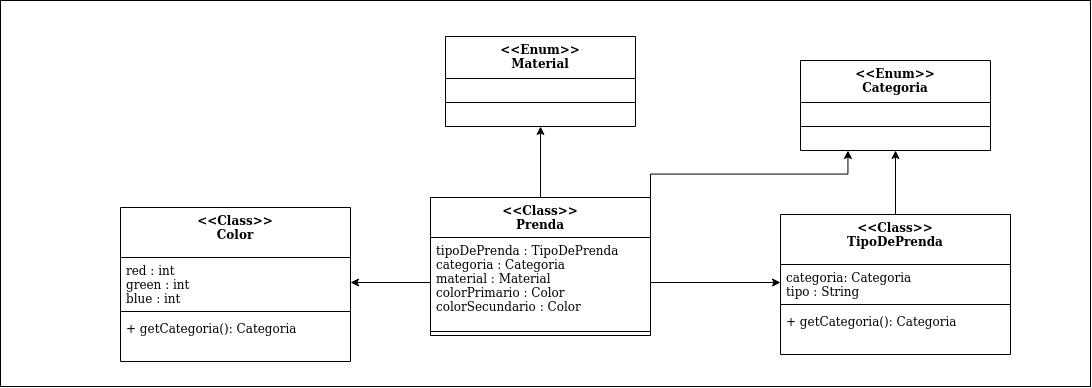 <<Enum>>
Material
<<Enum>>
Categoria
<<Class>>
Color
red : int
green : int
blue : int
+ getCategoria(): Categoria
<<Class>>
Prenda
tipoDePrenda : TipoDePrenda
categoria : Categoria
material : Material
colorPrimario : Color
colorSecundario : Color
<<Class>>
TipoDePrenda
categoria: Categoria
tipo : String
+ getCategoria(): Categoria